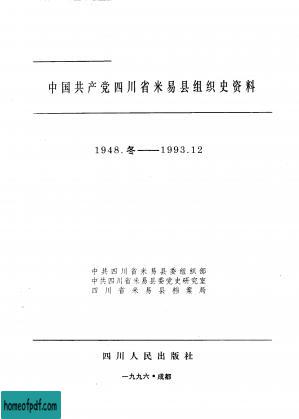 中国共产党四川省米易县组织史资料
1948.冬——1993.12
中共四川省米易县委组织部
中共四川省米易县委党史研究室
四川省米易县档案局
四川人民出版社
一九九六·成都
homeofpdf.com
homeofpdf.com